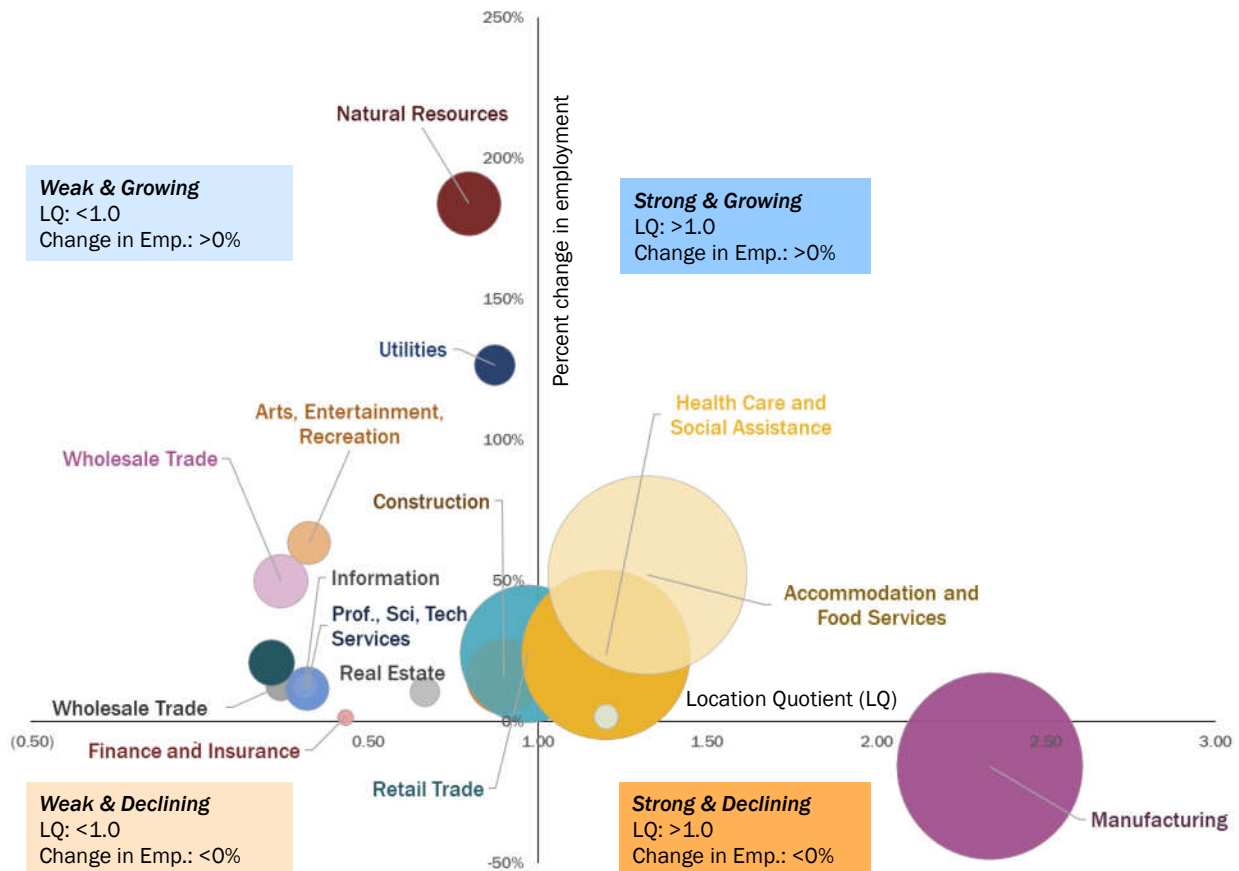 250%
Percent change in employment
Natural Resources
200%
Weak & Growing
LQ: <1.0
Change in Emp.: >0%
Strong & Growing
LQ: >1.0
Change in Emp.: >0%
150%
Utilities
Arts, Entertainment,
Recreation
Health Care and
Social Assistance
100%
Wholesale Trade
Construction
50%
Information
Accommodation and
Food Services
Prof., Sci, Tech
Services
Real Estate
Location Quotient (LQ)
Wholesale Trade
0%
(0.50)
0.50
1.00
1.50
2.00
2.50
3.00
Finance and Insurance
Retail Trade
Weak & Declining
LQ: <1.0
Change in Emp.: <0%
Strong & Declining
LQ: >1.0
Change in Emp.: <0%
Manufacturing
-50%